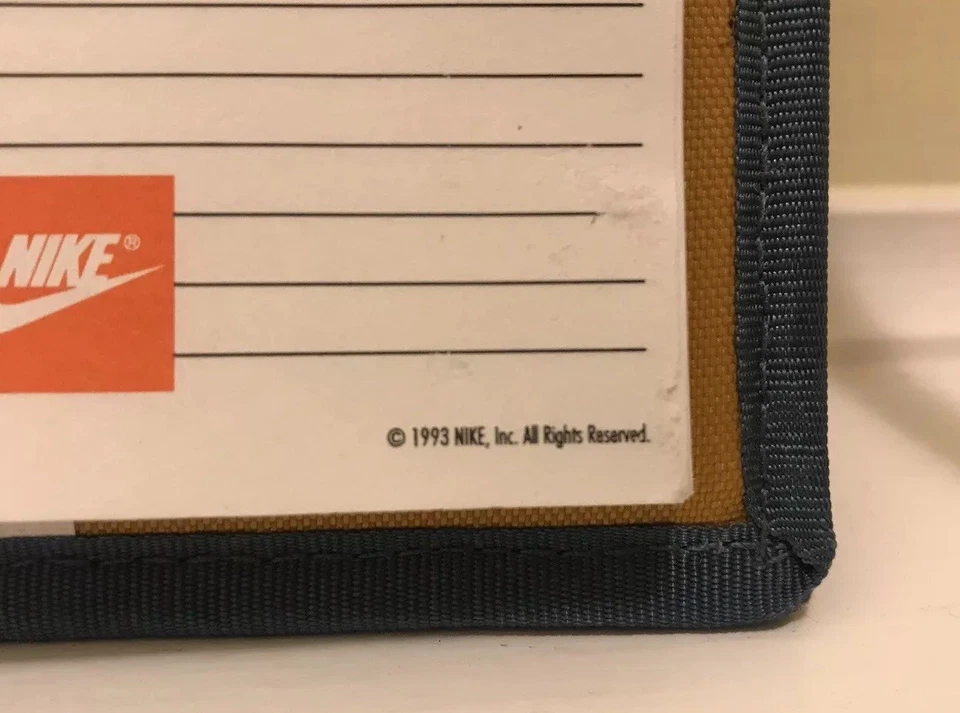 NIKE®
© 1993 NIKE, Inc. All Rights Reserved.